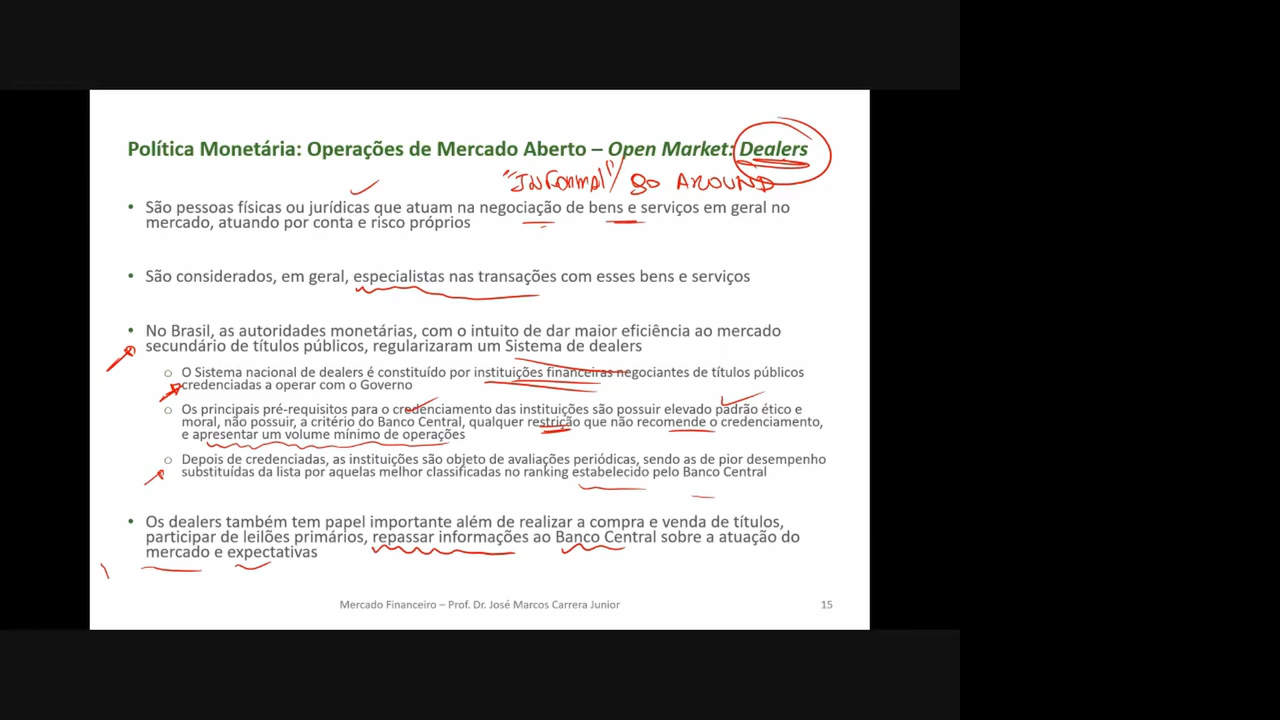 Política Monetária: Operações de Mercado Aberto – Open Market: Dealers
"Informal" / go AROUND
• São pessoas físicas ou jurídicas que atuam na negociação de bens e serviços em geral no
mercado, atuando por conta e risco próprios
• São considerados, em geral, especialistas nas transações com esses bens e serviços
• No Brasil, as autoridades monetárias, com o intuito de dar maior eficiência ao mercado
secundário de títulos públicos, regularizaram um Sistema de dealers
o O Sistema nacional de dealers é constituído por instituições financeiras negociantes de títulos públicos
credenciadas a operar com o Governo
o Os principais pré-requisitos para o credenciamento das instituições são possuir elevado padrão ético e
moral, não possuir, a critério do Banco Central, qualquer restrição que não recomende o credenciamento,
e apresentar um volume mínimo de operações
o Depois de credenciadas, as instituições são objeto de avaliações periódicas, sendo as de pior desempenho
substituídas da lista por aquelas melhor classificadas no ranking estabelecido pelo Banco Central
• Os dealers também tem papel importante além de realizar a compra e venda de títulos,
participar de leilões primários, repassar informações ao Banco Central sobre a atuação do
mercado e expectativas
Mercado Financeiro – Prof. Dr. José Marcos Carrera Junior
15